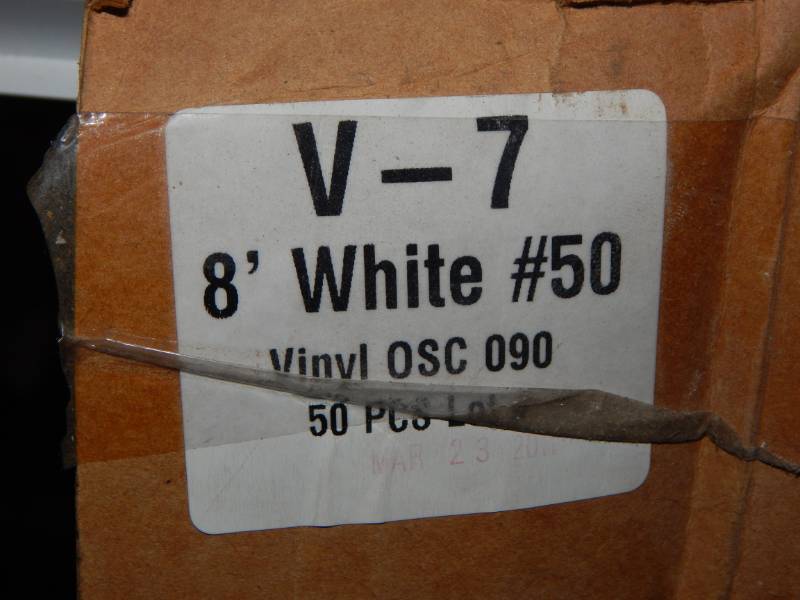 V-7
8' White #50
Vinyl OSC 090
50 PCS
MAR 23